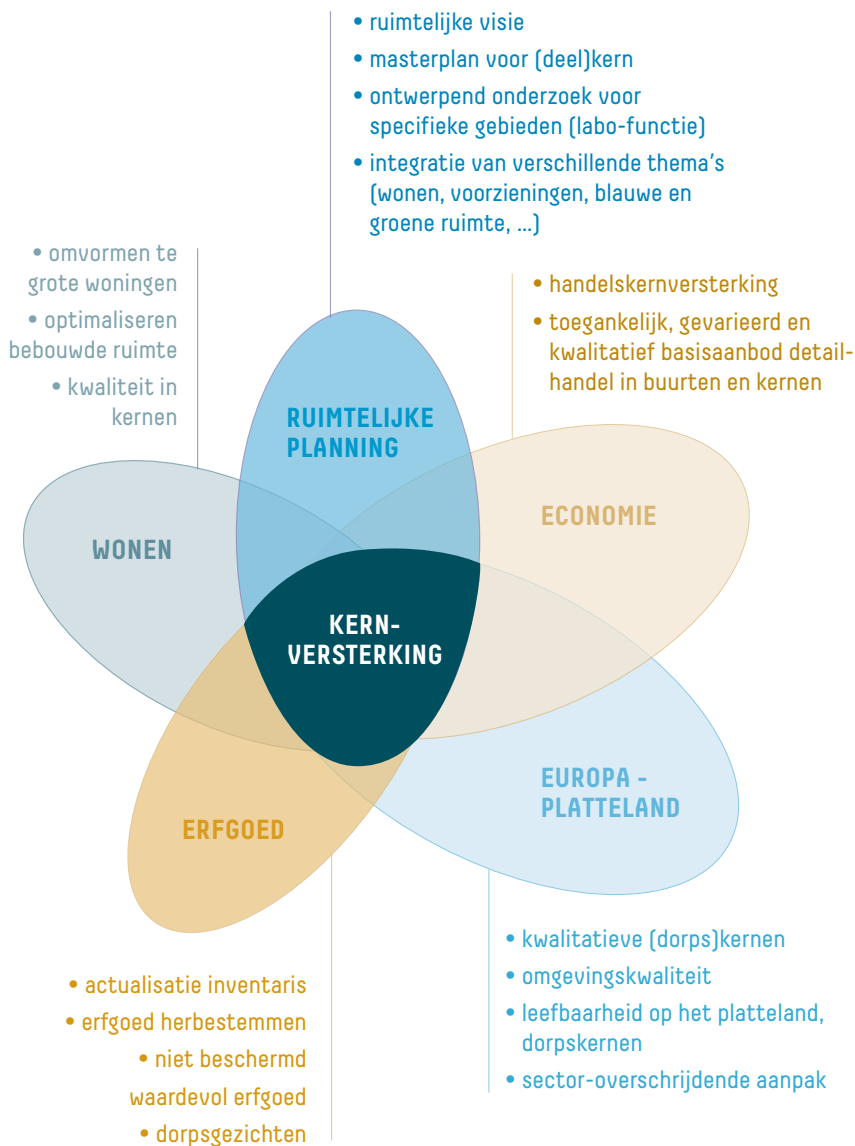 • ruimtelijke visie
• masterplan voor (deel)kern
• ontwerpend onderzoek voor
specifieke gebieden (labo-functie)
• integratie van verschillende thema's
(wonen, voorzieningen, blauwe en
groene ruimte, ...)
• omvormen te
grote woningen
• optimaliseren
bebouwde ruimte
• kwaliteit in
kernen
• handelskernversterking
• toegankelijk, gevarieerd en
kwalitatief basisaanbod detail-
handel in buurten en kernen
RUIMTELIJKE
PLANNING
ECONOMIE
WONEN
KERN-
VERSTERKING
EUROPA -
PLATTELAND
ERFGOED
• kwalitatieve (dorps)kernen
• omgevingskwaliteit
• leefbaarheid op het platteland,
dorpskernen
• sector-overschrijdende aanpak
• actualisatie inventaris
• erfgoed herbestemmen
• niet beschermd
waardevol erfgoed
• dorpsgezichten